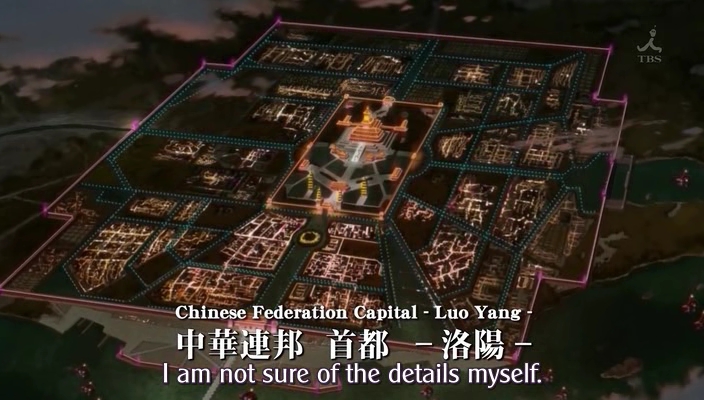 TBS
Chinese Federation Capital - Luo Yang -
中華連邦 首都 －洛陽－
I am not sure of the details myself.